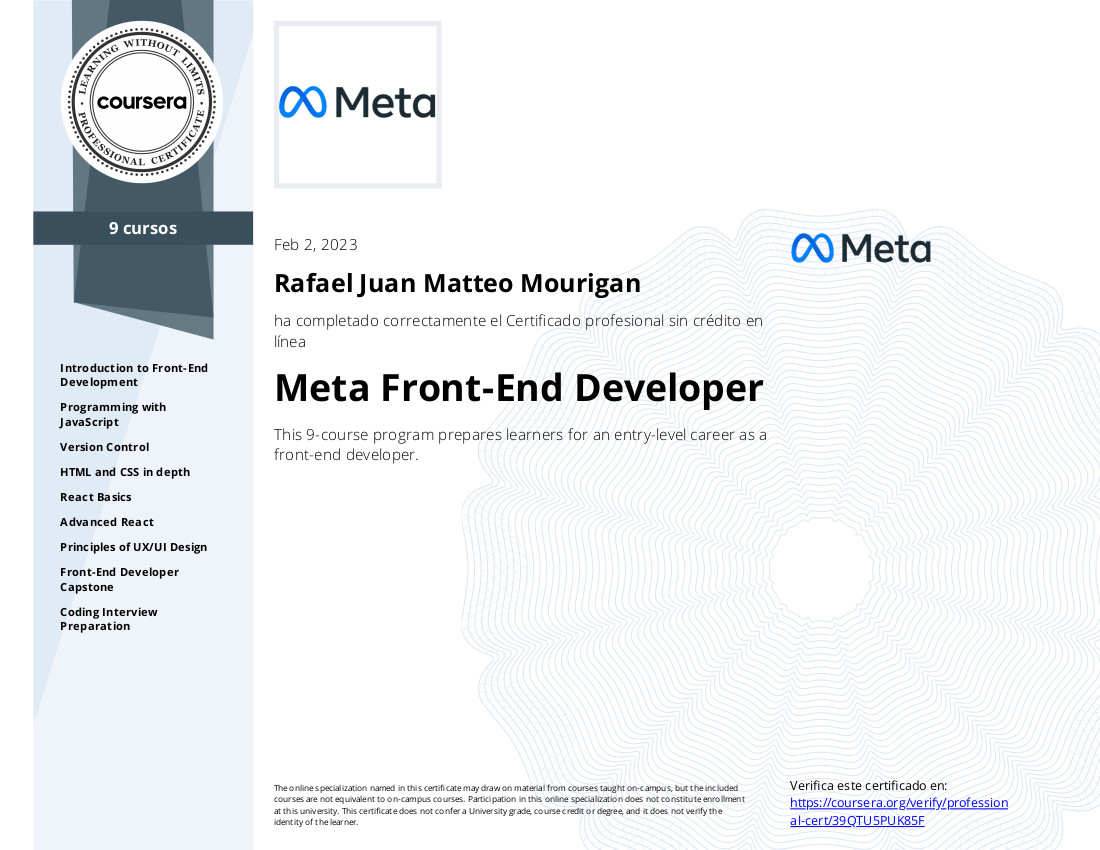 LEARNING WITHOUT LIMITS
coursera
PROFESSIONAL CERTIFICATE
9 cursos
Introduction to Front-End
Development
Programming with
JavaScript
Version Control
HTML and CSS in depth
React Basics
Advanced React
Principles of UX/UI Design
Front-End Developer
Capstone
Coding Interview
Preparation
Meta
Feb 2, 2023
Rafael Juan Matteo Mourigan
ha completado correctamente el Certificado profesional sin crédito en
línea
Meta Front-End Developer
This 9-course program prepares learners for an entry-level career as a
front-end developer.
Meta
The online specialization named in this certificate may draw on material from courses taught on-campus, but the included
courses are not equivalent to on-campus courses. Participation in this online specialization does not constitute enrollment
at this university. This certificate does not confer a University grade, course credit or degree, and it does not verify the
identity of the learner.
Verifica este certificado en:
https://coursera.org/verify/profession
al-cert/39QTU5PUK85F